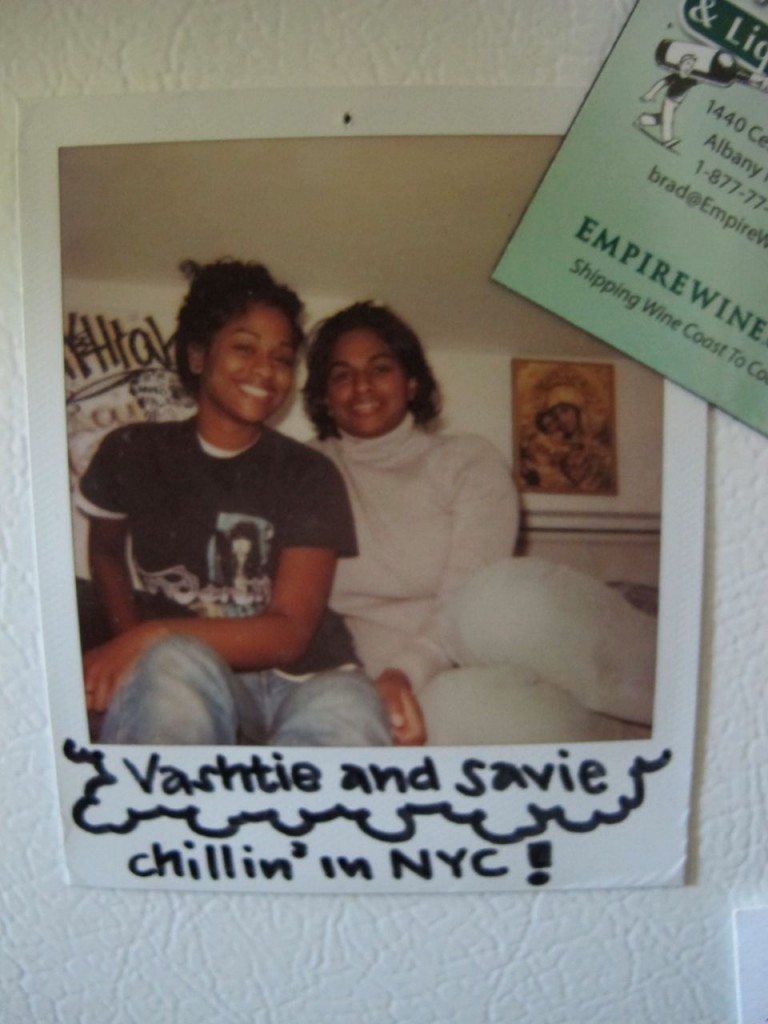 & Liq
1440 Ce
Albany
1-877-77
brad@EmpireW
EMPIREWINE.
Shipping Wine Coast To Co
Vashtie and Savie
chillin' in NYC!